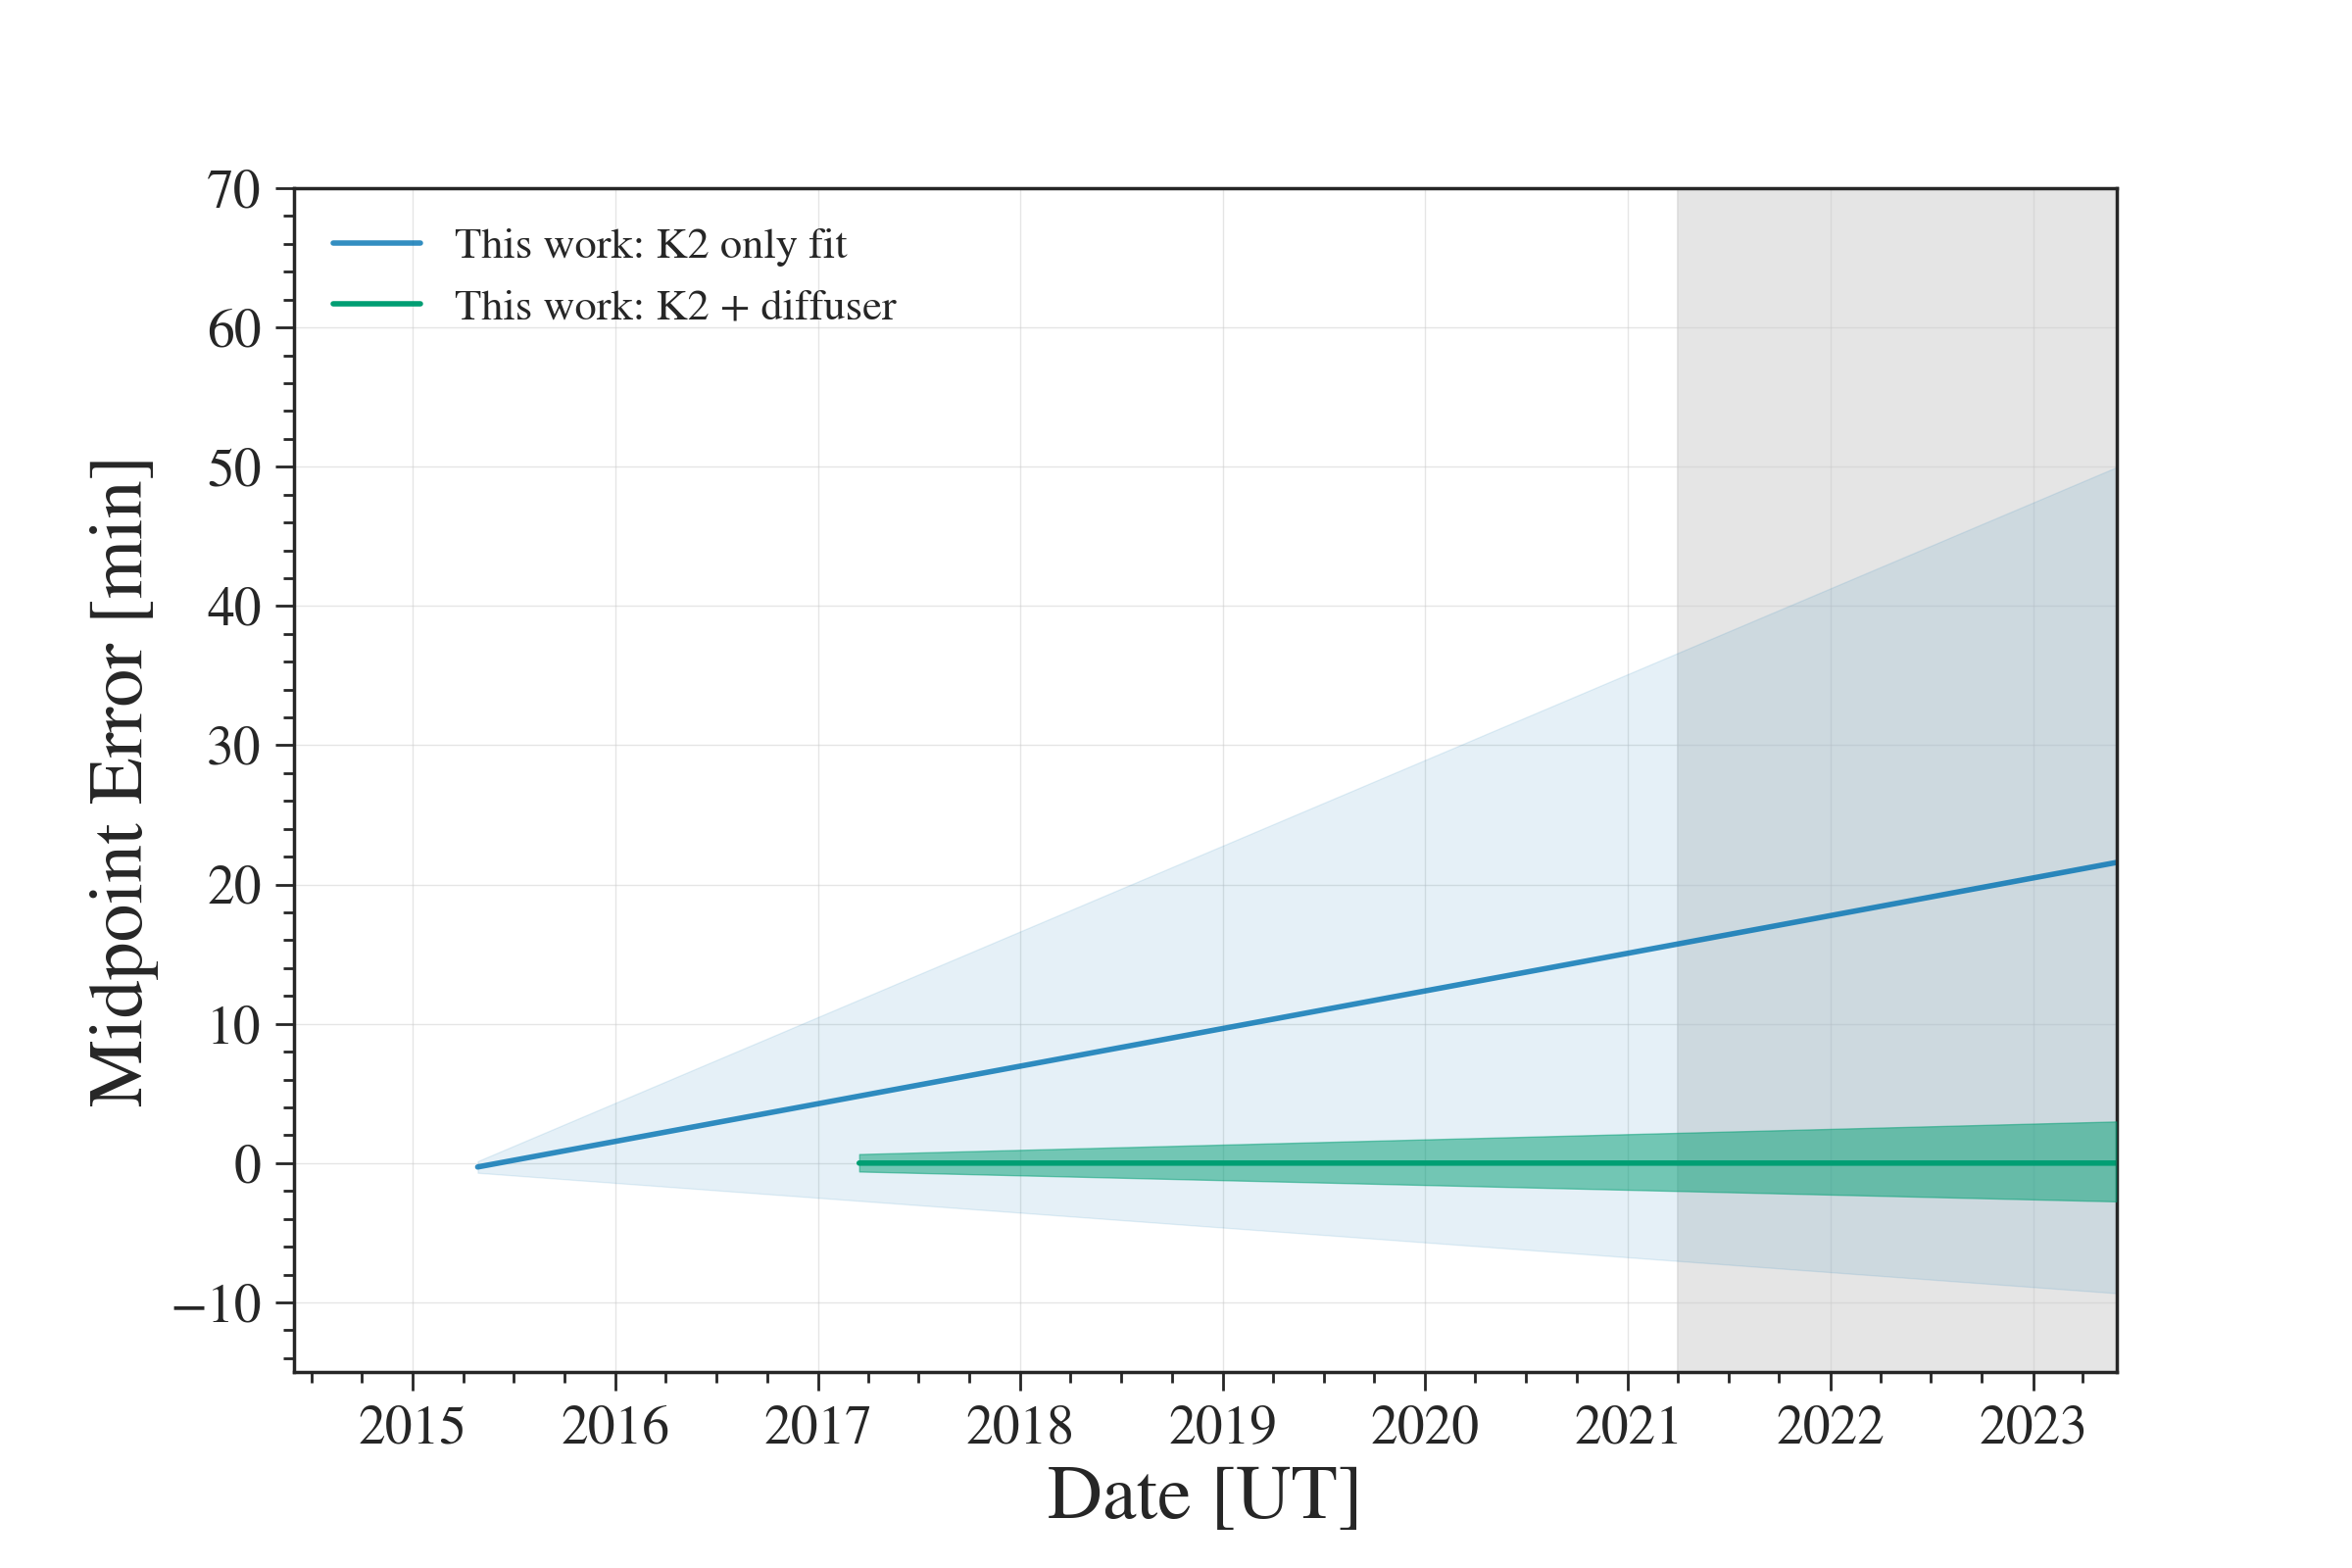 70
60
50
40
30
20
10
0
−10
This work: K2 only fit
This work: K2 + diffuser
Midpoint Error [min]
2015 2016 2017 2018 2019 2020 2021 2022 2023
Date [UT]